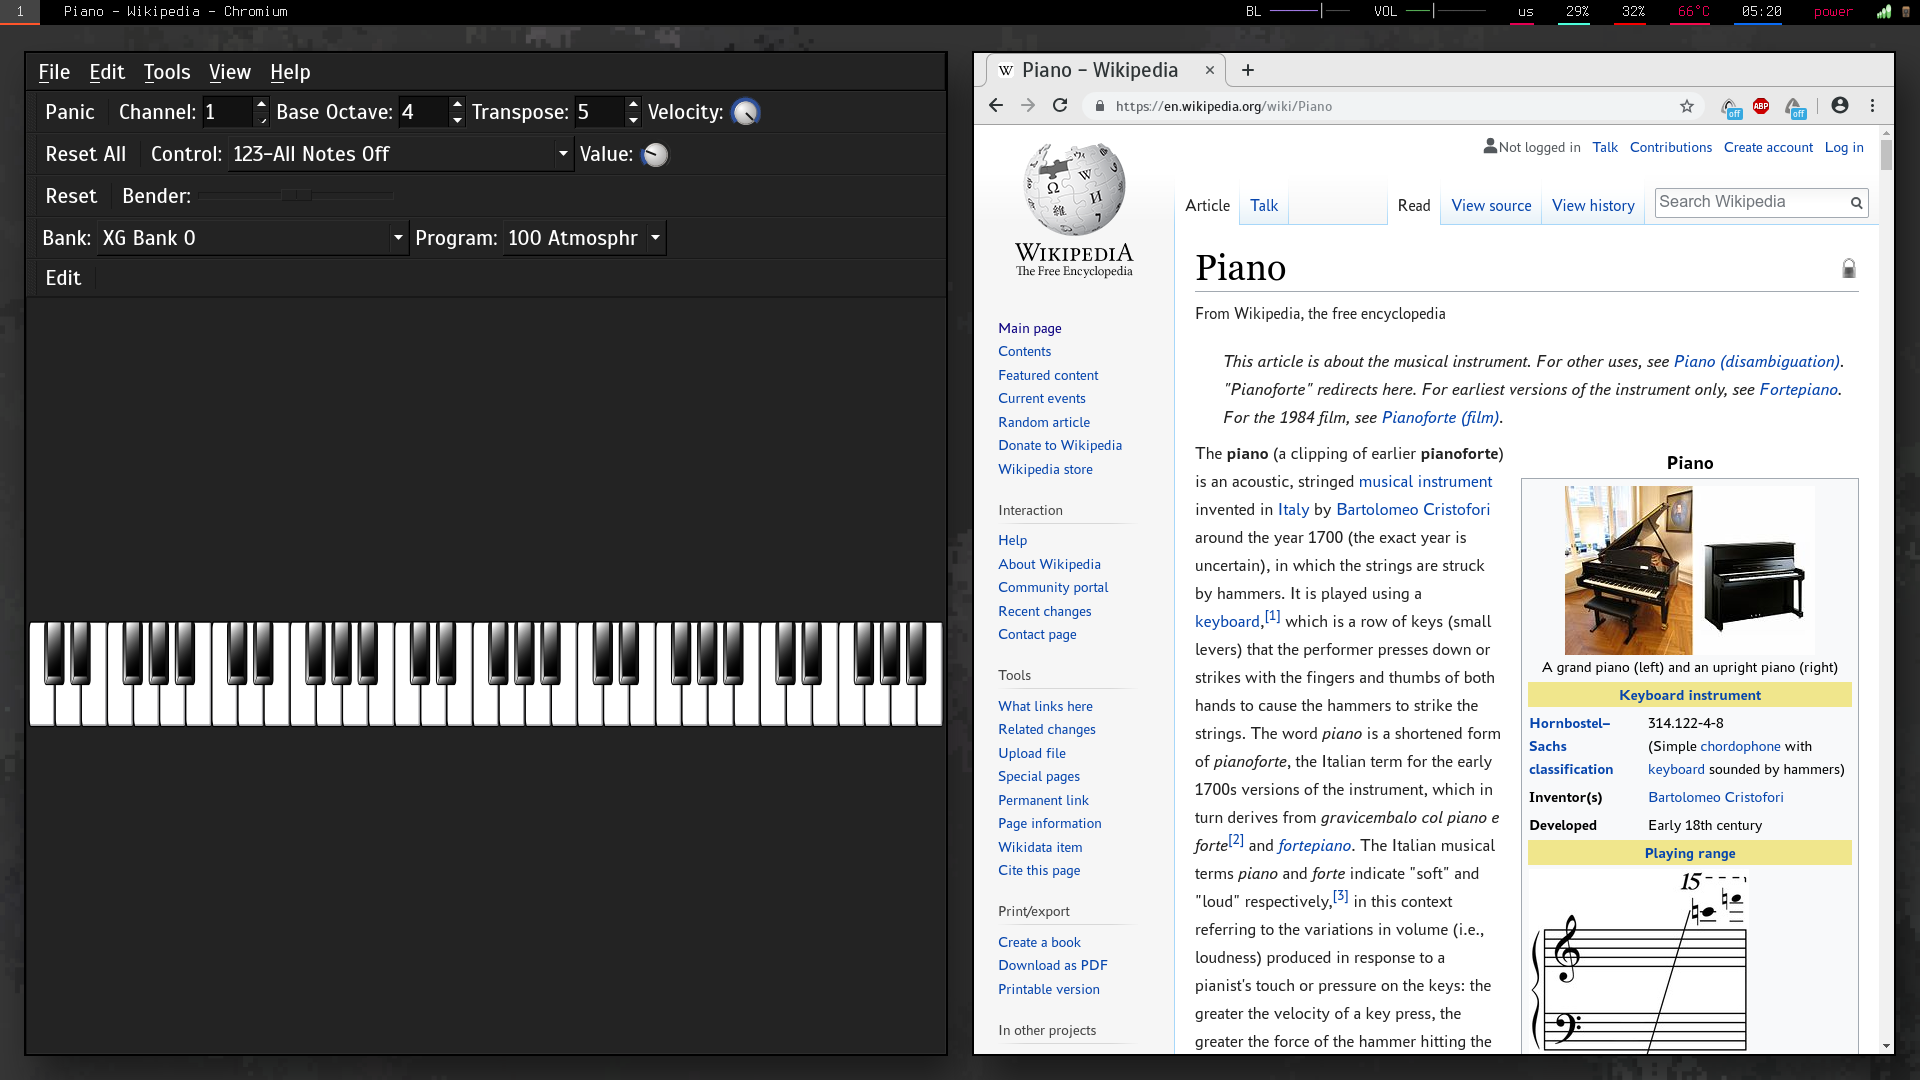 1 Piano - Wikipedia - Chromium BL VOL us 29% 32% 66°C 05:20 power
File Edit Tools View Help
Panic Channel: 1 Base Octave: 4 Transpose: 5 Velocity:
Reset All Control: 123-All Notes Off Value:
Reset Bender:
Bank: XG Bank 0 Program: 100 Atmosphr
Edit
W Piano - Wikipedia
https://en.wikipedia.org/wiki/Piano
off ABP off
Not logged in Talk Contributions Create account Log in
Article Talk Read View source View history Search Wikipedia
WIKIPEDIA
The Free Encyclopedia
Main page
Contents
Featured content
Current events
Random article
Donate to Wikipedia
Wikipedia store
Interaction
Help
About Wikipedia
Community portal
Recent changes
Contact page
Tools
What links here
Related changes
Upload file
Special pages
Permanent link
Page information
Wikidata item
Cite this page
Print/export
Create a book
Download as PDF
Printable version
In other projects
Piano
From Wikipedia, the free encyclopedia
This article is about the musical instrument. For other uses, see Piano (disambiguation).
"Pianoforte" redirects here. For earliest versions of the instrument only, see Fortepiano.
For the 1984 film, see Pianoforte (film).
The piano (a clipping of earlier pianoforte)
is an acoustic, stringed musical instrument
invented in Italy by Bartolomeo Cristofori
around the year 1700 (the exact year is
uncertain), in which the strings are struck
by hammers. It is played using a
keyboard,[1] which is a row of keys (small
levers) that the performer presses down or
strikes with the fingers and thumbs of both
hands to cause the hammers to strike the
strings. The word piano is a shortened form
of pianoforte, the Italian term for the early
1700s versions of the instrument, which in
turn derives from gravicembalo col piano e
forte[2] and fortepiano. The Italian musical
terms piano and forte indicate "soft" and
"loud" respectively,[3] in this context
referring to the variations in volume (i.e.,
loudness) produced in response to a
pianist's touch or pressure on the keys: the
greater the velocity of a key press, the
greater the force of the hammer hitting the
Piano
A grand piano (left) and an upright piano (right)
Keyboard instrument
Hornbostel–Sachs classification 314.122-4-8
(Simple chordophone with
keyboard sounded by hammers)
Inventor(s) Bartolomeo Cristofori
Developed Early 18th century
Playing range
15